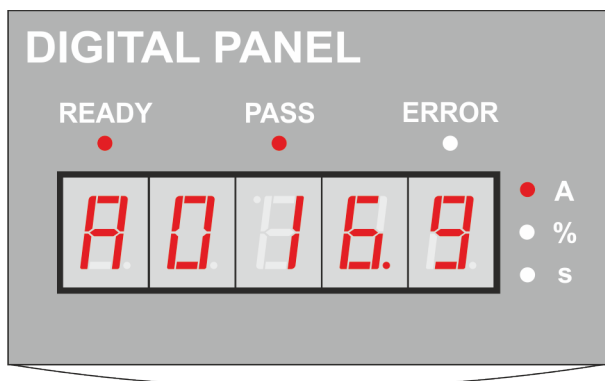 DIGITAL PANEL
READY PASS ERROR
A016.9
A
%
s